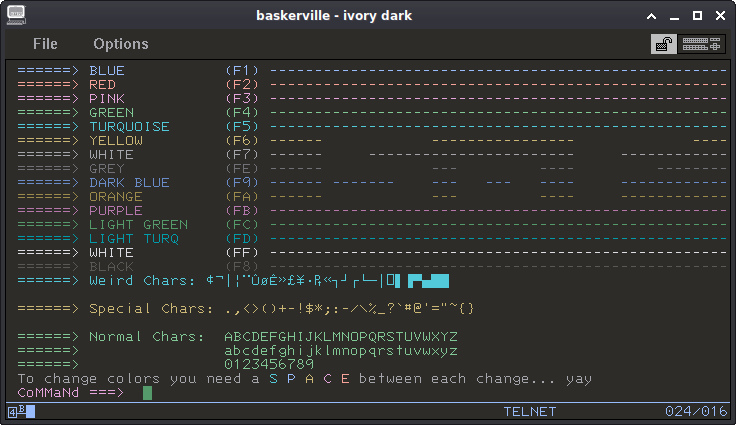 baskerville - ivory dark
File Options
======> BLUE (F1) ---------------------------------------------------
======> RED (F2) ---------------------------------------------------
======> PINK (F3) ---------------------------------------------------
======> GREEN (F4) ---------------------------------------------------
======> TURQUOISE (F5) ---------------------------------------------------
======> YELLOW (F6) ------ ---------------- ----
======> WHITE (F7) ------ --------------- ------------
======> GREY (FE) --- ----
======> DARK BLUE (F9) ------ ------- --- --- ---- ------------
======> ORANGE (FA) ------ --- ---- ------------
======> PURPLE (FB) ---------------------------------------------------
======> LIGHT GREEN (FC) ---------------------------------------------------
======> LIGHT TURQ (FD) ---------------------------------------------------
======> WHITE (FF) ---------------------------------------------------
======> BLACK (F8) ---------------------------------------------------
======> Weird Chars: ¢¬|¦¨ÛøÊ»£¥·₧«┐┘┌└─│
======> Special Chars: .,<>()+-!$*;:-/\%_?`#@'="~{}
======> Normal Chars: ABCDEFGHIJKLMNOPQRSTUVWXYZ
======> abcdefghijklmnopqrstuvwxyz
======> 0123456789
To change colors you need a S P A C E between each change... yay
CoMMaNd ===>
4 B TELNET 024/016